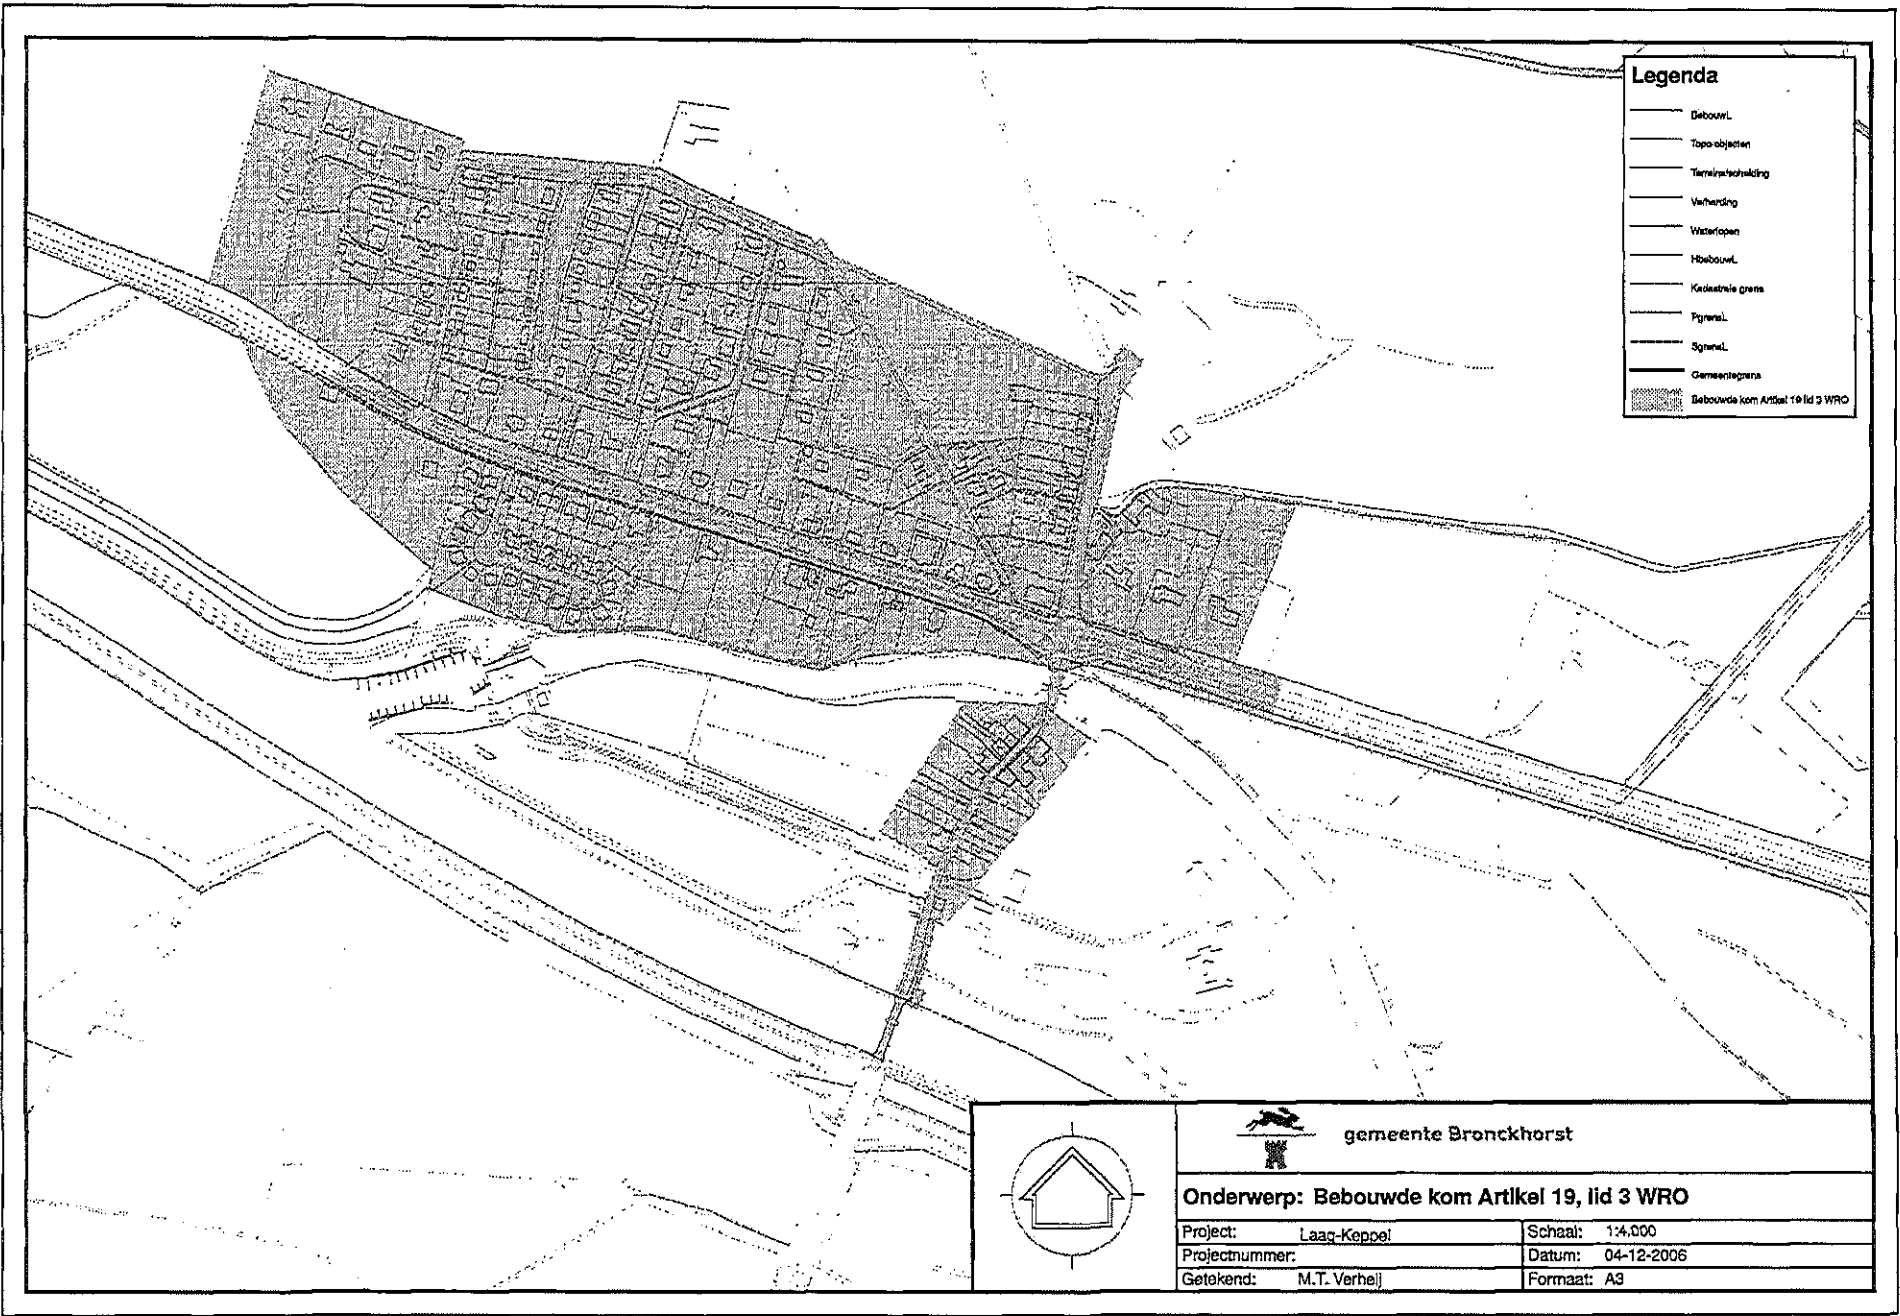 Legenda
BebouwL
Topo objecten
Terreinafscheiding
Verharding
Waterlopen
HbebouwL
Kadastrale grens
PgrensL
SgrensL
Gemeentegrens
Bebouwde kom Artikel 19 lid 3 WRO
gemeente Bronckhorst
Onderwerp: Bebouwde kom Artikel 19, lid 3 WRO
Project: Laag-Keppel
Schaal: 1:4.000
Projectnummer:
Datum: 04-12-2006
Getekend: M.T. Verheij
Formaat: A3